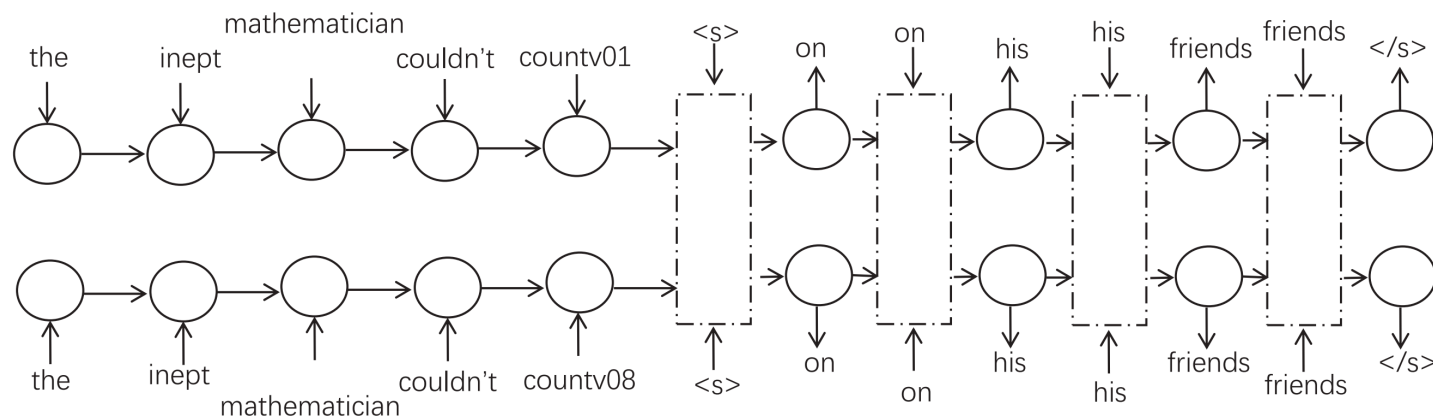 mathematician
the inept couldn't countv01 <s> on on his his friends friends </s>
the inept couldn't countv08 <s> on on his his friends friends </s>
mathematician